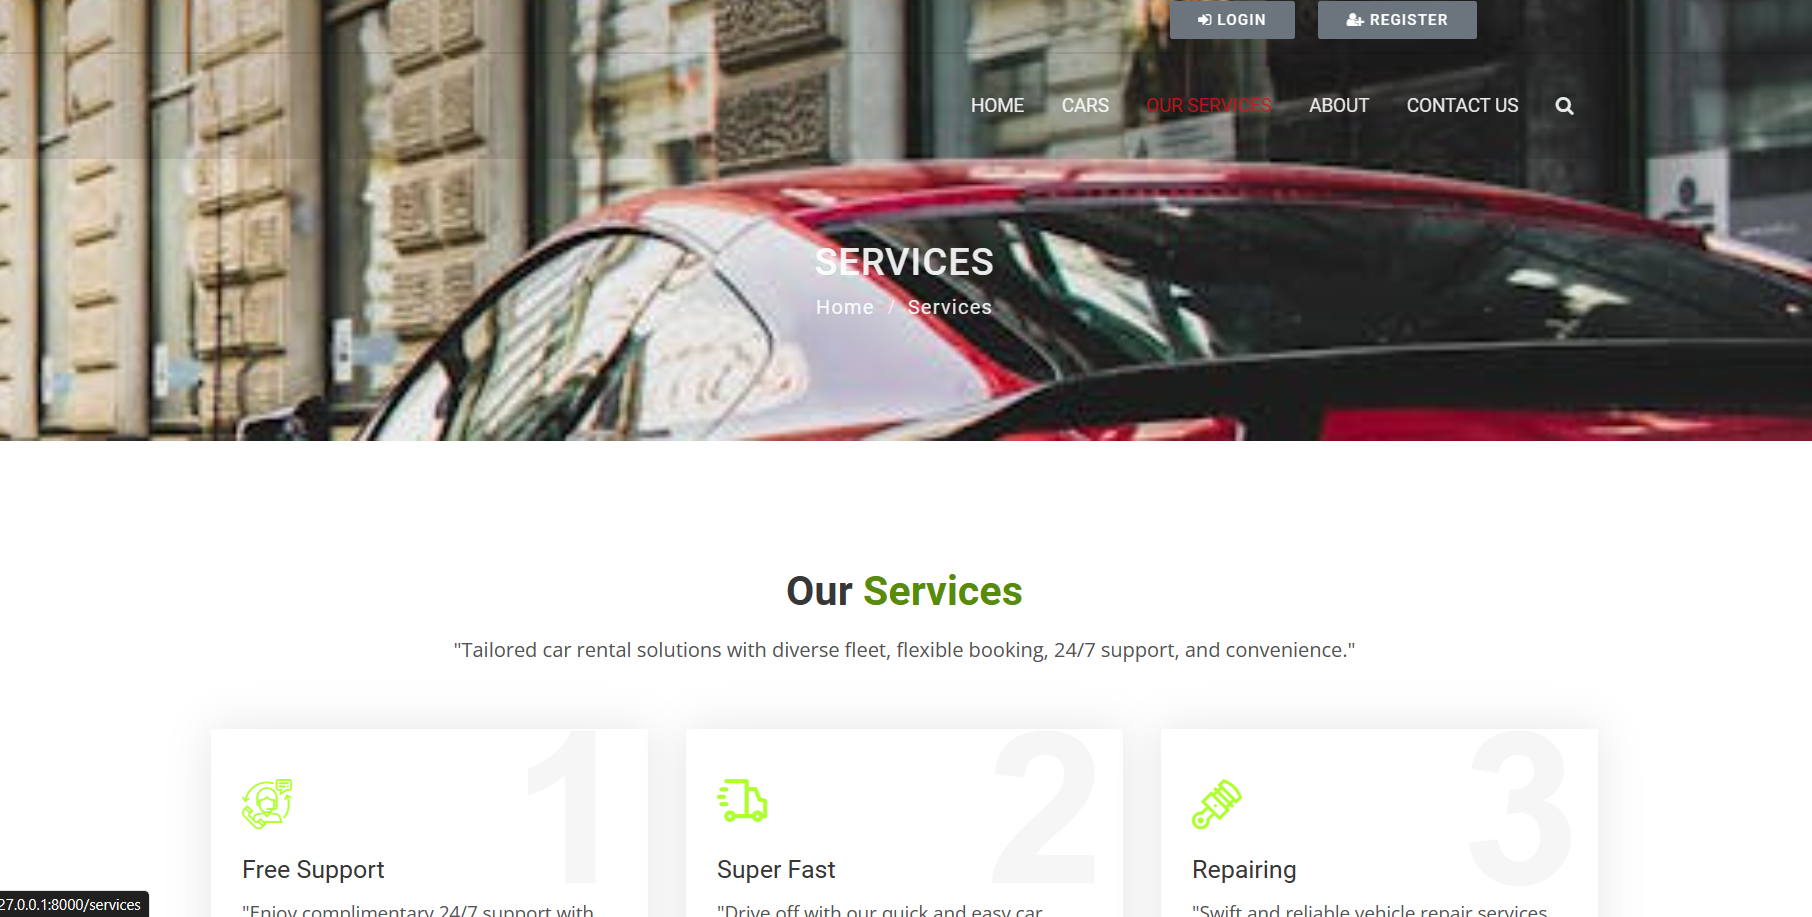 LOGIN
REGISTER
HOME
CARS
OUR SERVICES
ABOUT
CONTACT US
SERVICES
Home / Services
Our Services
"Tailored car rental solutions with diverse fleet, flexible booking, 24/7 support, and convenience."
1
2
3
Free Support
Super Fast
Repairing
"Enjoy complimentary 24/7 support with
"Drive off with our quick and easy car
"Swift and reliable vehicle repair services
27.0.0.1:8000/services